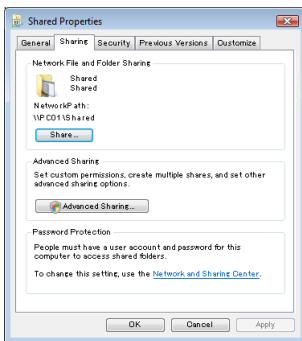 Shared Properties
General Sharing Security Previous Versions Customize
Network File and Folder Sharing
Shared
Shared
NetworkPath:
\\PC01\Shared
Share...
Advanced Sharing
Set custom permissions, create multiple shares, and set other
advanced sharing options.
Advanced Sharing...
Password Protection
People must have a user account and password for this
computer to access shared folders.
To change this setting, use the Network and Sharing Center.
OK Cancel Apply